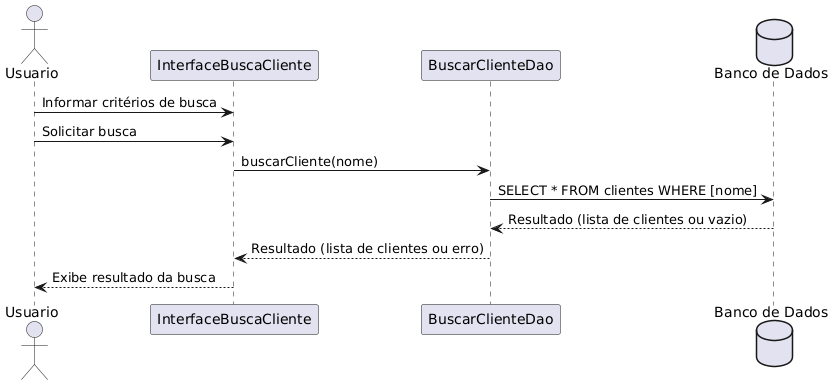 Usuario
InterfaceBuscaCliente
BuscarClienteDao
Banco de Dados
Informar critérios de busca
Solicitar busca
buscarCliente(nome)
SELECT * FROM clientes WHERE [nome]
Resultado (lista de clientes ou vazio)
Resultado (lista de clientes ou erro)
Exibe resultado da busca
Usuario
InterfaceBuscaCliente
BuscarClienteDao
Banco de Dados